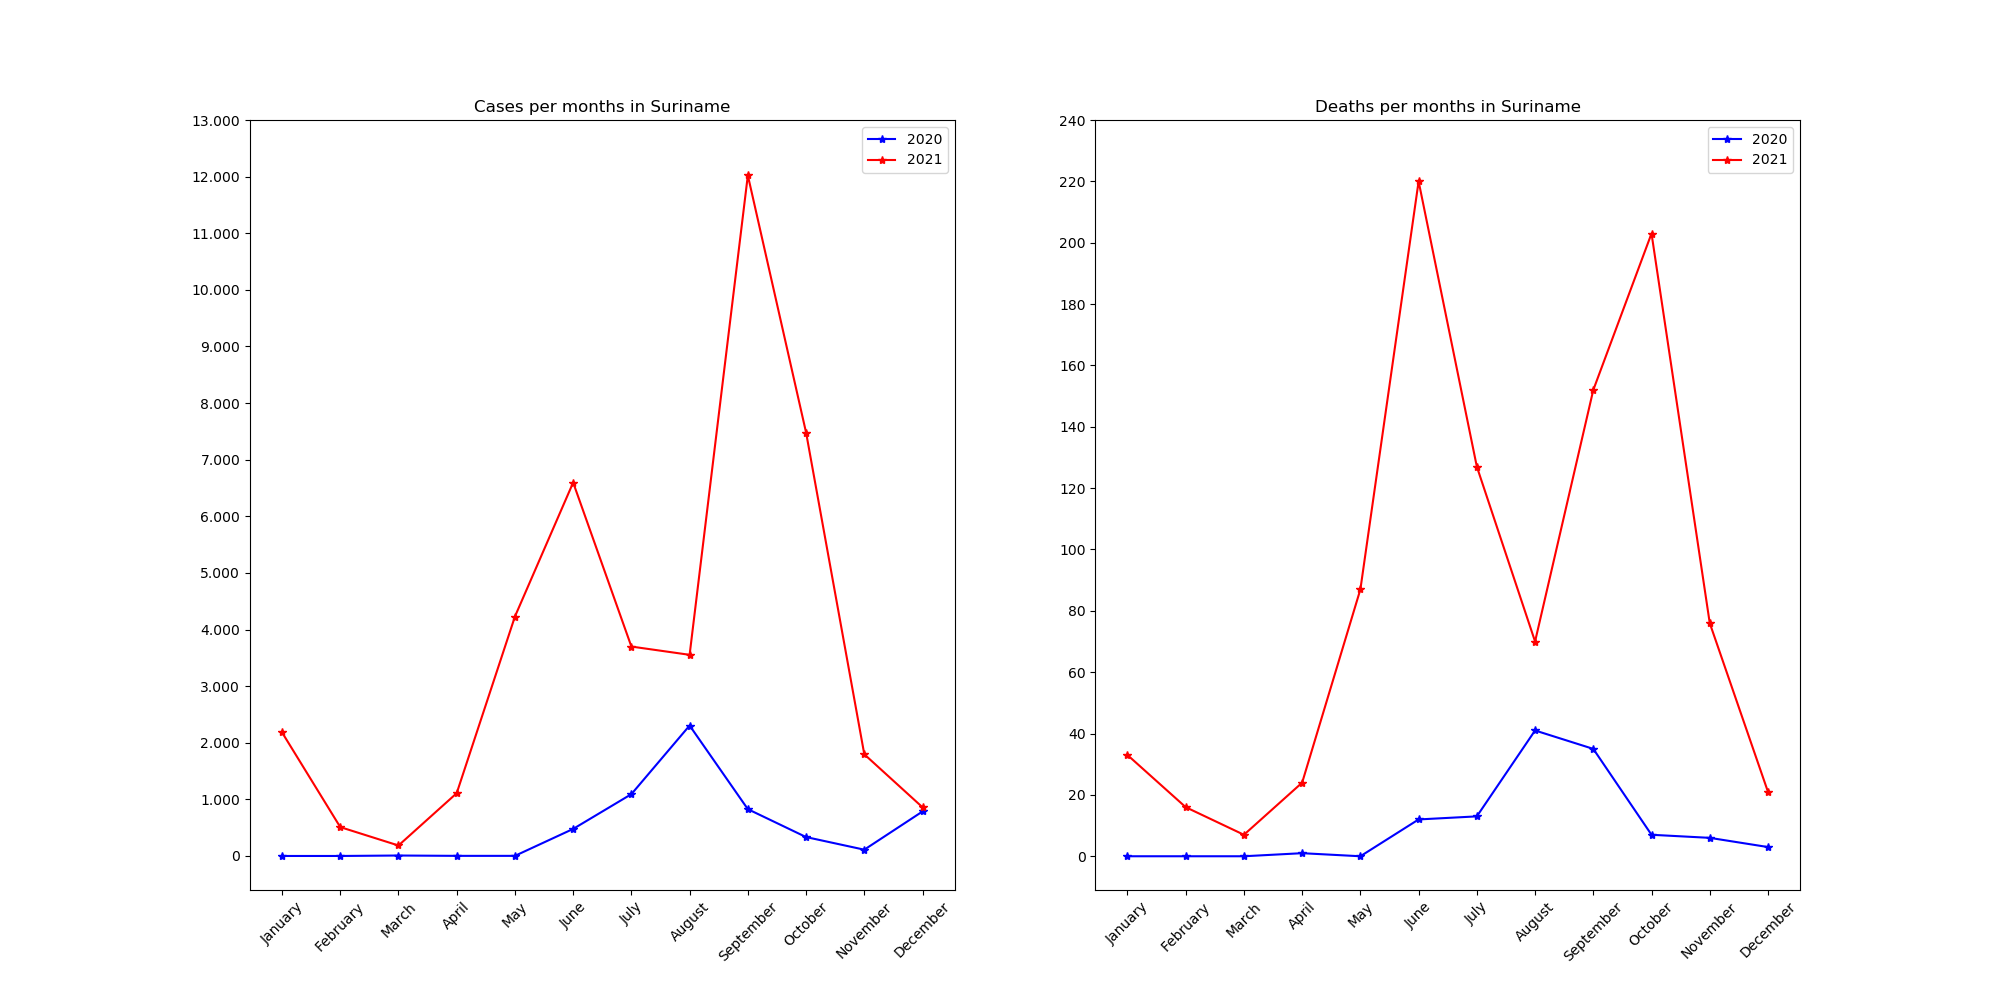 Cases per months in Suriname
13.000
12.000
11.000
10.000
9.000
8.000
7.000
6.000
5.000
4.000
3.000
2.000
1.000
0
2020
2021
January
February
March
April
May
June
July
August
September
October
November
December
Deaths per months in Suriname
240
220
200
180
160
140
120
100
80
60
40
20
0
2020
2021
January
February
March
April
May
June
July
August
September
October
November
December